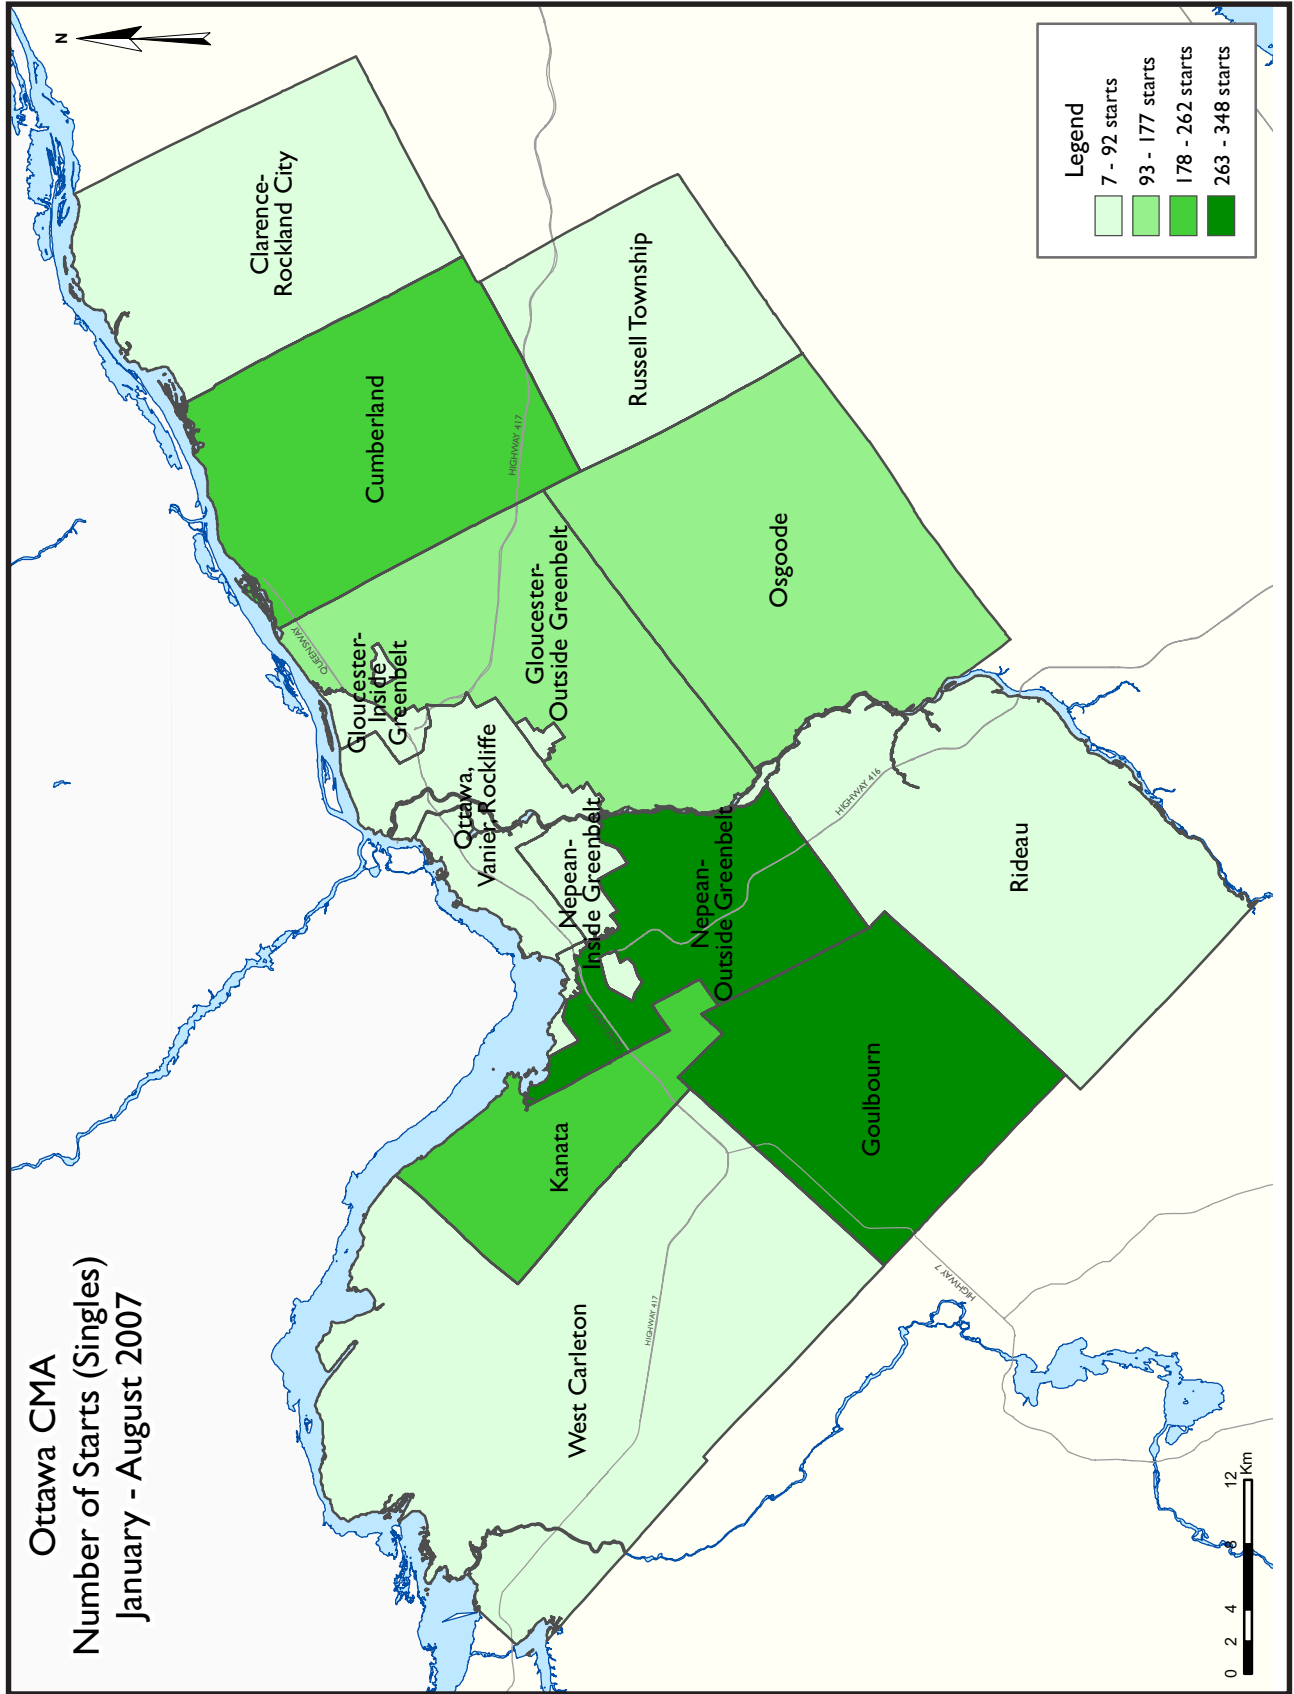 Ottawa CMA
Number of Starts (Singles)
January - August 2007
N
Clarence-
Rockland City
Cumberland
Russell Township
HIGHWAY 417
QUEENSWAY
Gloucester-
Inside
Greenbelt
Gloucester-
Outside Greenbelt
Osgoode
Ottawa,
Vanier, Rockliffe
Nepean-
Inside Greenbelt
Nepean-
Outside Greenbelt
HIGHWAY 416
Rideau
Kanata
Goulbourn
West Carleton
HIGHWAY 417
HIGHWAY 7
Legend
7 - 92 starts
93 - 177 starts
178 - 262 starts
263 - 348 starts
0 2 4 8 12
Km